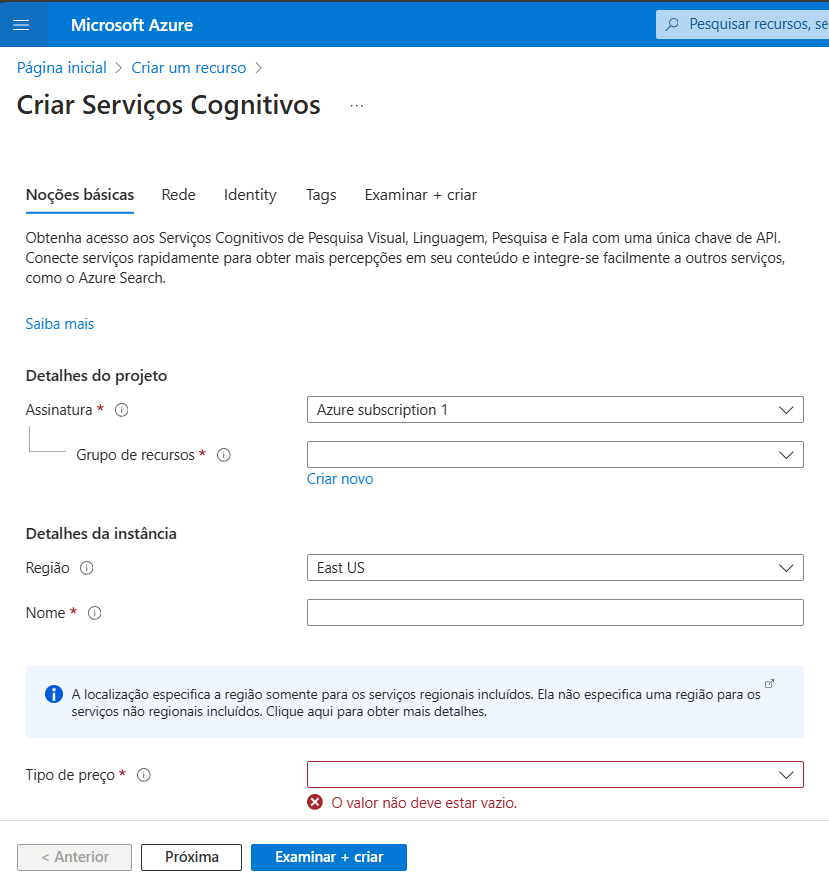 Microsoft Azure
Pesquisar recursos, se
Página inicial > Criar um recurso >
Criar Serviços Cognitivos ...
Noções básicas Rede Identity Tags Examinar + criar
Obtenha acesso aos Serviços Cognitivos de Pesquisa Visual, Linguagem, Pesquisa e Fala com uma única chave de API.
Conecte serviços rapidamente para obter mais percepções em seu conteúdo e integre-se facilmente a outros serviços,
como o Azure Search.
Saiba mais
Detalhes do projeto
Assinatura *
Azure subscription 1
Grupo de recursos *
Criar novo
Detalhes da instância
Região
East US
Nome *
A localização especifica a região somente para os serviços regionais incluídos. Ela não especifica uma região para os
serviços não regionais incluídos. Clique aqui para obter mais detalhes.
Tipo de preço *
O valor não deve estar vazio.
< Anterior
Próxima
Examinar + criar